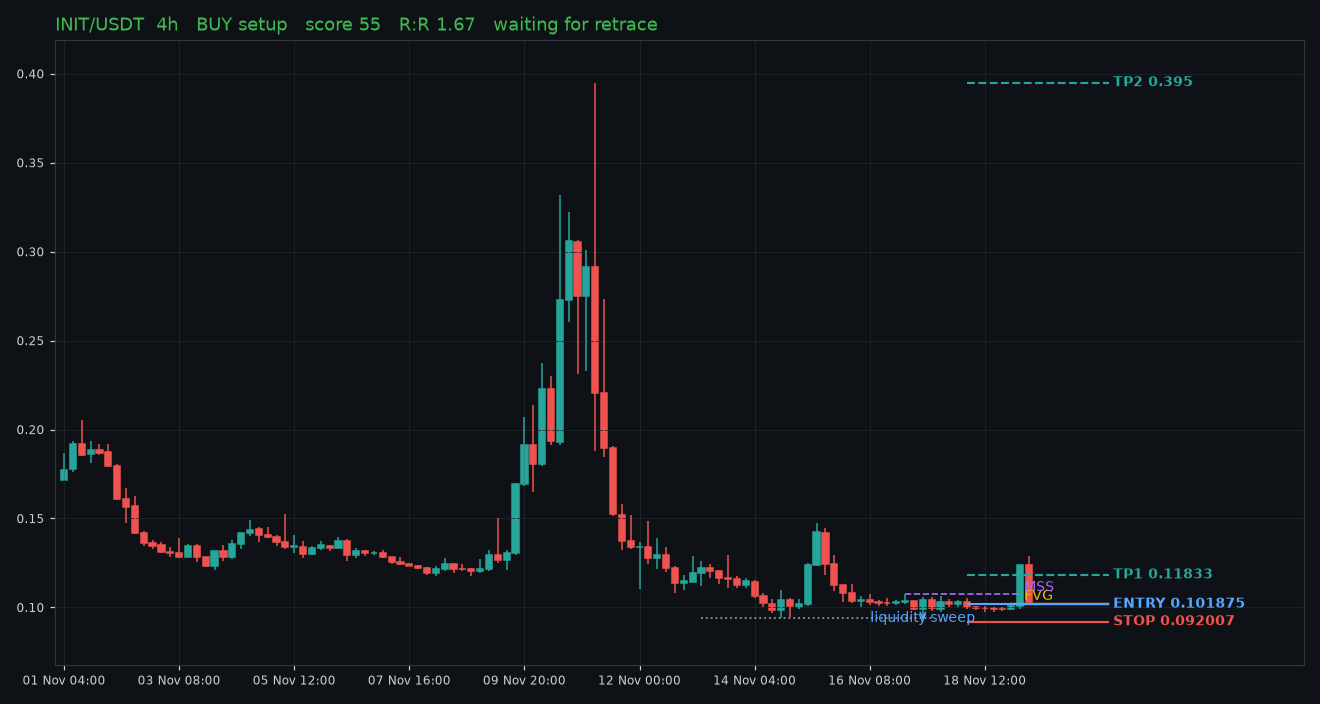 INIT/USDT 4h BUY setup score 55 R:R 1.67 waiting for retrace
0.40
0.35
0.30
0.25
0.20
0.15
0.10
TP2 0.395
TP1 0.11833
MSS
FVG
ENTRY 0.101875
liquidity sweep
STOP 0.092007
01 Nov 04:00
03 Nov 08:00
05 Nov 12:00
07 Nov 16:00
09 Nov 20:00
12 Nov 00:00
14 Nov 04:00
16 Nov 08:00
18 Nov 12:00